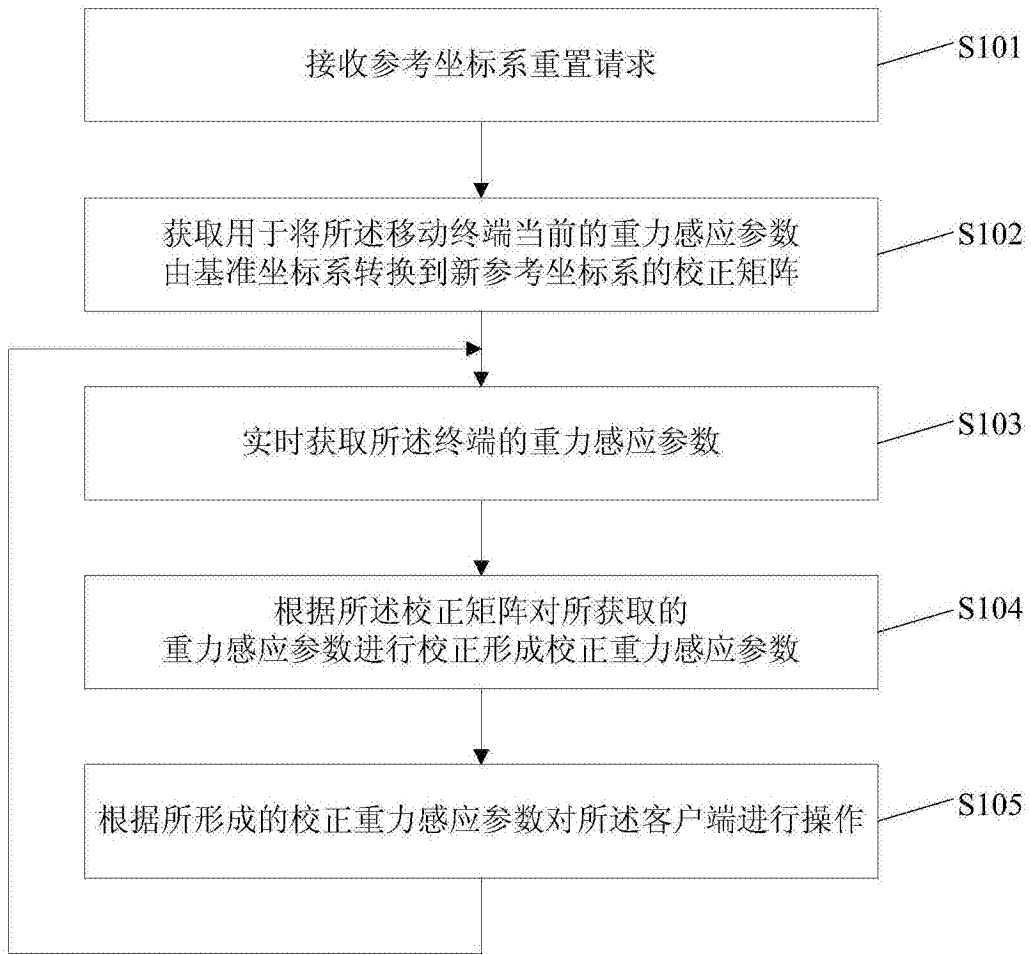 接收参考坐标系重置请求
S101
获取用于将所述移动终端当前的重力感应参数
由基准坐标系转换到新参考坐标系的校正矩阵
S102
实时获取所述终端的重力感应参数
S103
根据所述校正矩阵对所获取的
重力感应参数进行校正形成校正重力感应参数
S104
根据所形成的校正重力感应参数对所述客户端进行操作
S105